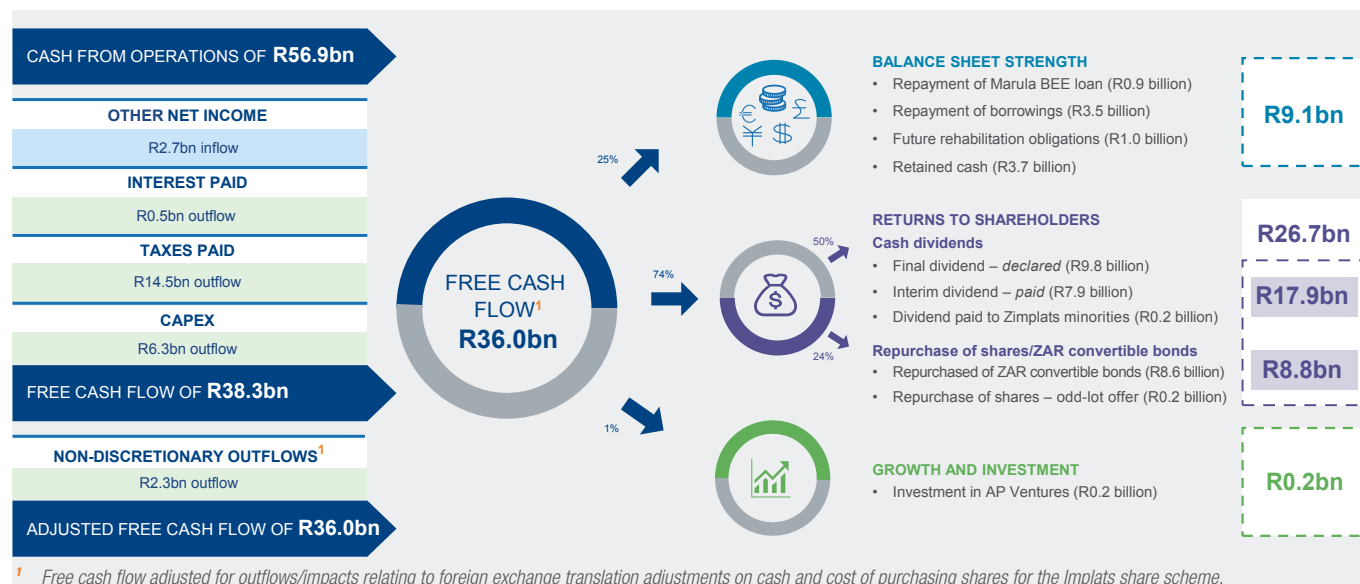 CASH FROM OPERATIONS OF R56.9bn
OTHER NET INCOME
R2.7bn inflow
INTEREST PAID
R0.5bn outflow
TAXES PAID
R14.5bn outflow
CAPEX
R6.3bn outflow
FREE CASH FLOW OF R38.3bn
NON-DISCRETIONARY OUTFLOWS1
R2.3bn outflow
ADJUSTED FREE CASH FLOW OF R36.0bn
FREE CASH
FLOW1
R36.0bn
25%
74%
1%
€ £
¥ $
BALANCE SHEET STRENGTH
• Repayment of Marula BEE loan (R0.9 billion)
• Repayment of borrowings (R3.5 billion)
• Future rehabilitation obligations (R1.0 billion)
• Retained cash (R3.7 billion)
R9.1bn
$
50%
24%
RETURNS TO SHAREHOLDERS
Cash dividends
• Final dividend – declared (R9.8 billion)
• Interim dividend – paid (R7.9 billion)
• Dividend paid to Zimplats minorities (R0.2 billion)
Repurchase of shares/ZAR convertible bonds
• Repurchased of ZAR convertible bonds (R8.6 billion)
• Repurchase of shares – odd-lot offer (R0.2 billion)
R26.7bn
R17.9bn
R8.8bn
GROWTH AND INVESTMENT
• Investment in AP Ventures (R0.2 billion)
R0.2bn
1 Free cash flow adjusted for outflows/impacts relating to foreign exchange translation adjustments on cash and cost of purchasing shares for the Implats share scheme.